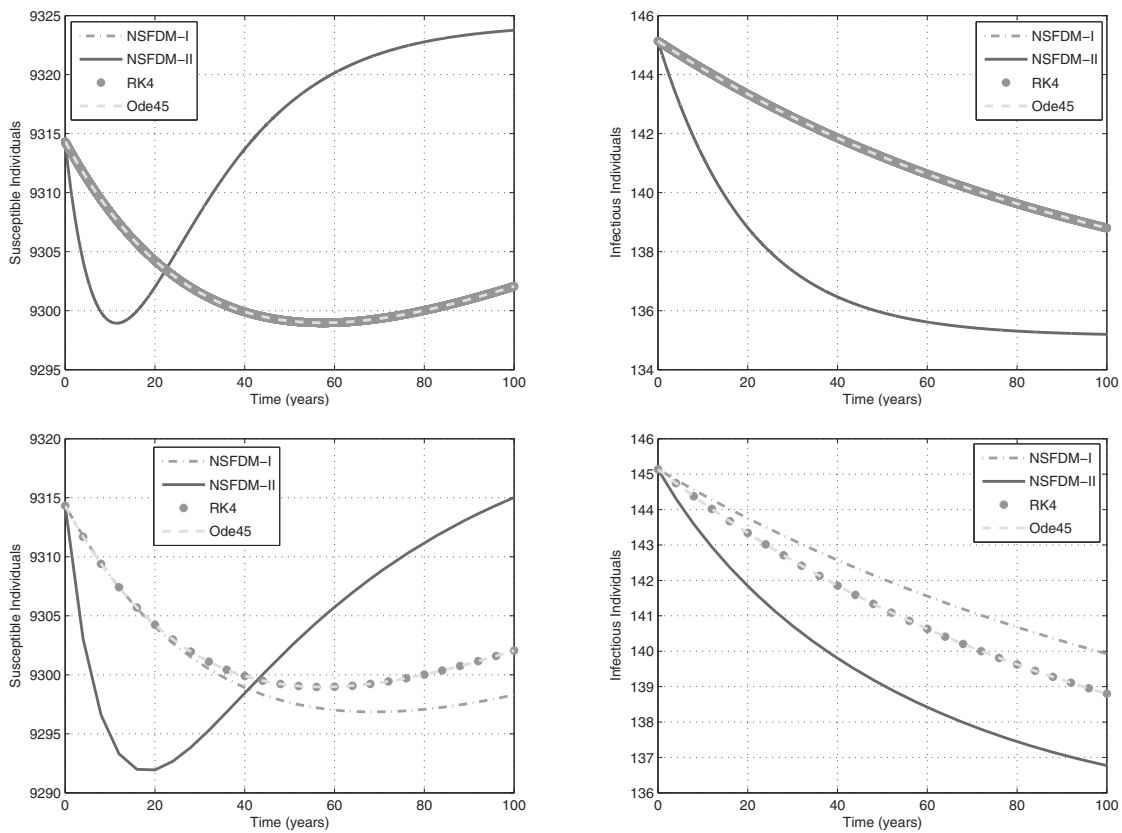 9325
9320
9315
9310
9305
9300
9295
Susceptible Individuals
NSFDM-I
NSFDM-II
RK4
Ode45
0 20 40 60 80 100
Time (years)
146
144
142
140
138
136
134
Infectious Individuals
NSFDM-I
NSFDM-II
RK4
Ode45
0 20 40 60 80 100
Time (years)
9320
9315
9310
9305
9300
9295
9290
Susceptible Individuals
NSFDM-I
NSFDM-II
RK4
Ode45
0 20 40 60 80 100
Time (years)
146
145
144
143
142
141
140
139
138
137
136
Infectious Individuals
NSFDM-I
NSFDM-II
RK4
Ode45
0 20 40 60 80 100
Time (years)